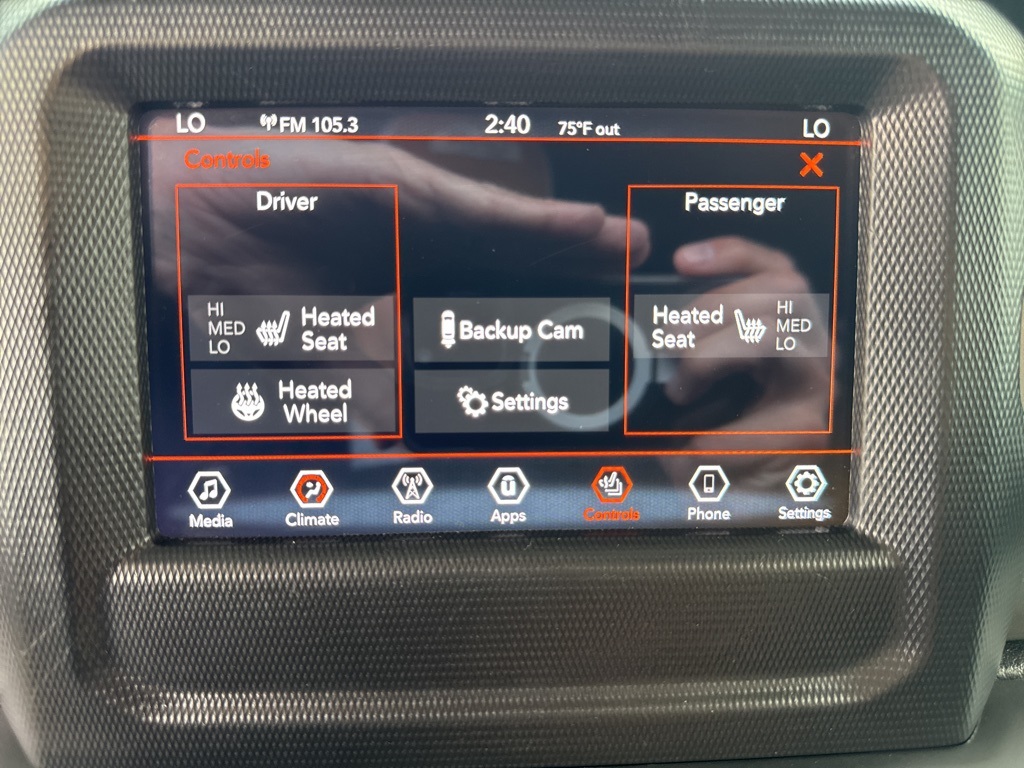 LO FM 105.3 2:40 75°F out LO
Controls
Driver
Passenger
HI
MED
LO
Heated
Seat
Backup Cam
Heated
Seat
HI
MED
LO
Heated
Wheel
Settings
Media Climate Radio Apps Controls Phone Settings